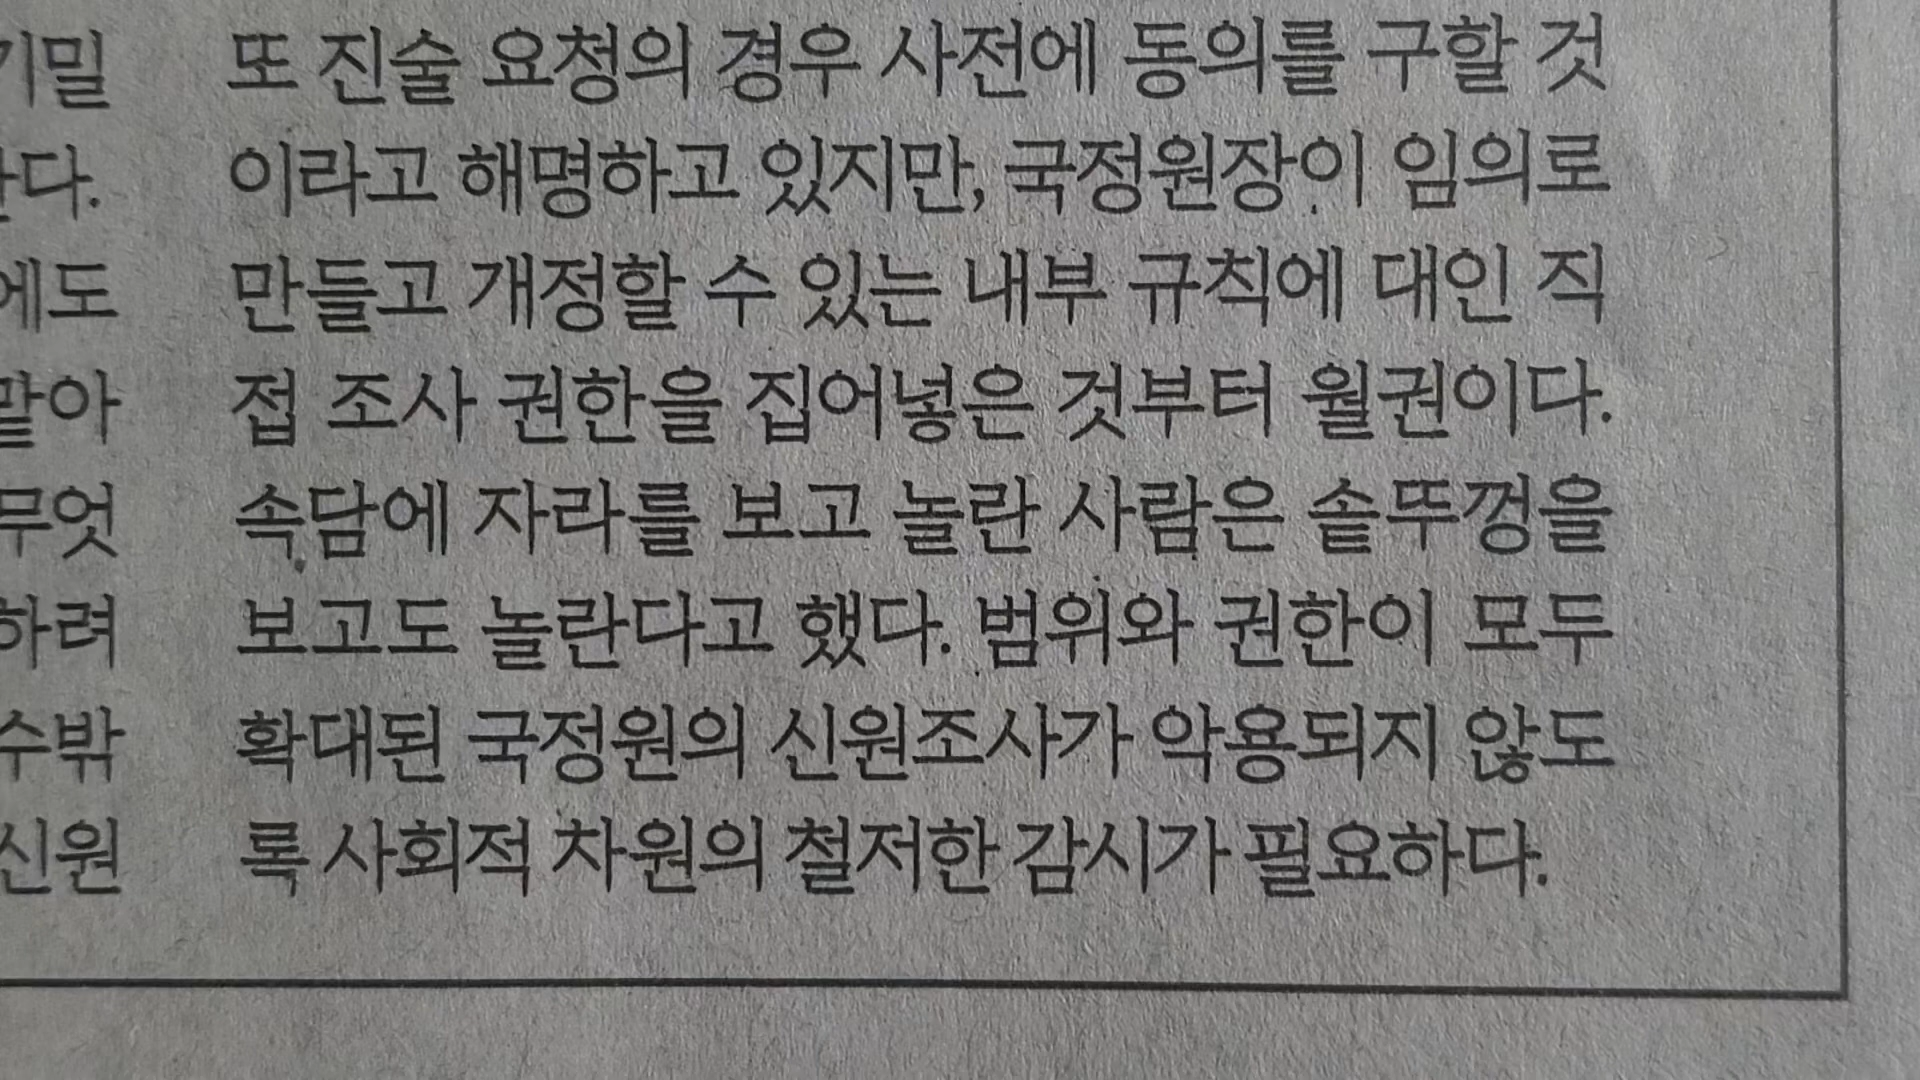 기밀
다.
에도
맡아
무엇
하려
수밖
신원
또 진술 요청의 경우 사전에 동의를 구할 것
이라고 해명하고 있지만, 국정원장이 임의로
만들고 개정할 수 있는 내부 규칙에 대인 직
접 조사 권한을 집어넣은 것부터 월권이다.
속담에 자라를 보고 놀란 사람은 솥뚜껑을
보고도 놀란다고 했다. 범위와 권한이 모두
확대된 국정원의 신원조사가 악용되지 않도
록 사회적 차원의 철저한 감시가 필요하다.